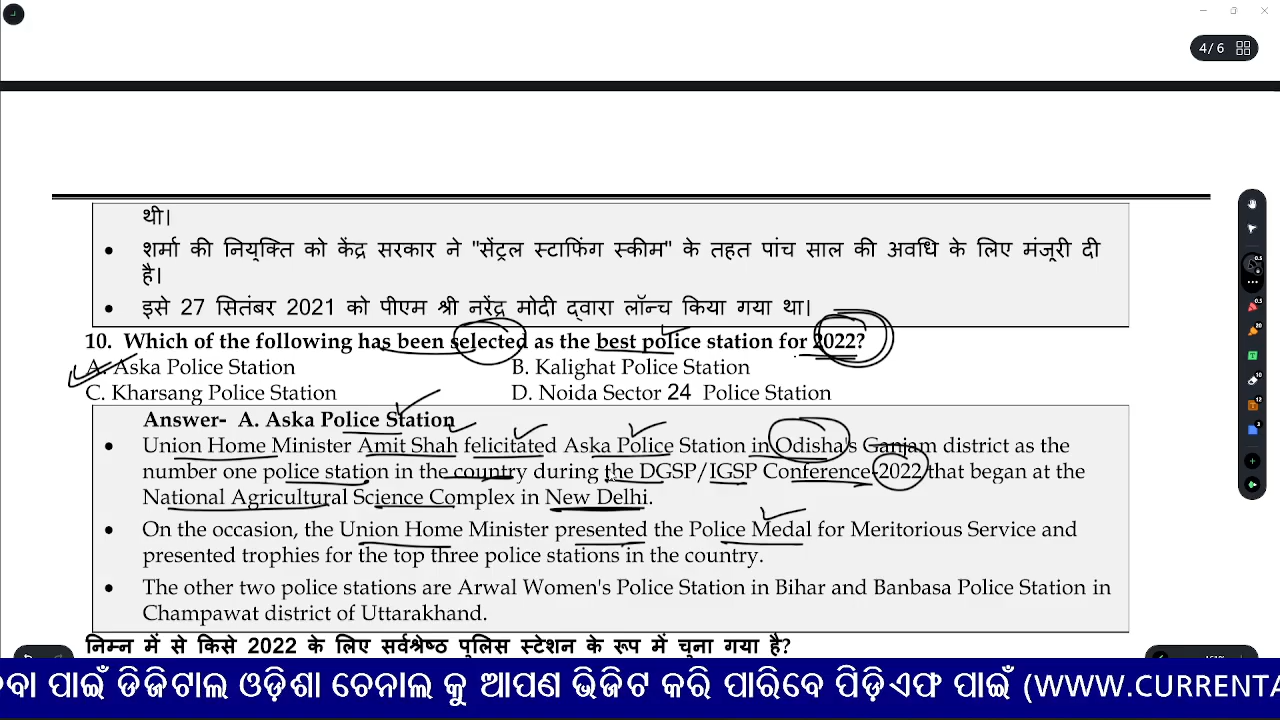 4/6
थी।
• शर्मा की नियुक्ति को केंद्र सरकार ने "सेंट्रल स्टाफिंग स्कीम" के तहत पांच साल की अवधि के लिए मंजूरी दी
है।
• इसे 27 सितंबर 2021 को पीएम श्री नरेंद्र मोदी द्वारा लॉन्च किया गया था।
10. Which of the following has been selected as the best police station for 2022?
A. Aska Police Station B. Kalighat Police Station
C. Kharsang Police Station D. Noida Sector 24 Police Station
Answer- A. Aska Police Station
• Union Home Minister Amit Shah felicitated Aska Police Station in Odisha's Ganjam district as the
number one police station in the country during the DGSP/IGSP Conference-2022 that began at the
National Agricultural Science Complex in New Delhi.
• On the occasion, the Union Home Minister presented the Police Medal for Meritorious Service and
presented trophies for the top three police stations in the country.
• The other two police stations are Arwal Women's Police Station in Bihar and Banbasa Police Station in
Champawat district of Uttarakhand.
निम्न में से किसे 2022 के लिए सर्वश्रेष्ठ पुलिस स्टेशन के रूप में चुना गया है?
ବା ପାଇଁ ଡିଜିଟାଲ ଓଡ଼ିଶା ଚେନାଲ କୁ ଆପଣ ଭିଜିଟ କରି ପାରିବେ ପିଡ଼ିଏଫ ପାଇଁ (WWW.CURRENTA